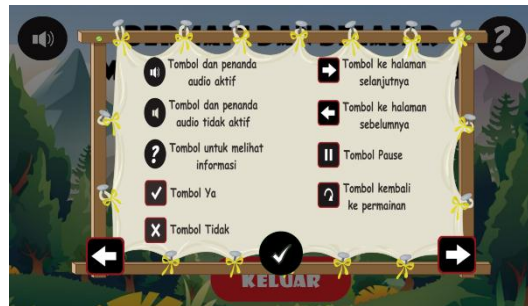 Tombol dan penanda
audio aktif
Tombol dan penanda
audio tidak aktif
Tombol untuk melihat
informasi
Tombol Ya
Tombol Tidak
Tombol ke halaman
selanjutnya
Tombol ke halaman
sebelumnya
Tombol Pause
Tombol kembali
ke permainan
KELUAR